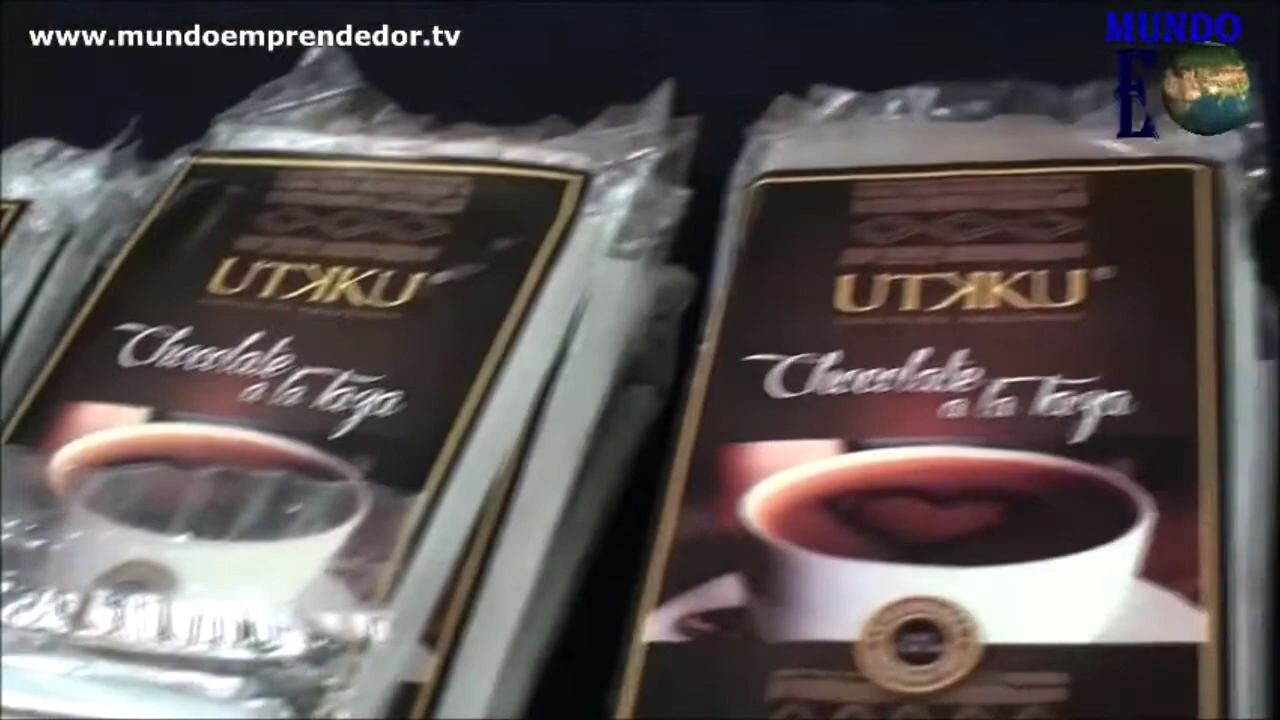 www.mundoemprendedor.tv
MUNDO
E
UTKKU
Chocolate
a la Taza
UTKKU
Chocolate
a la Taza